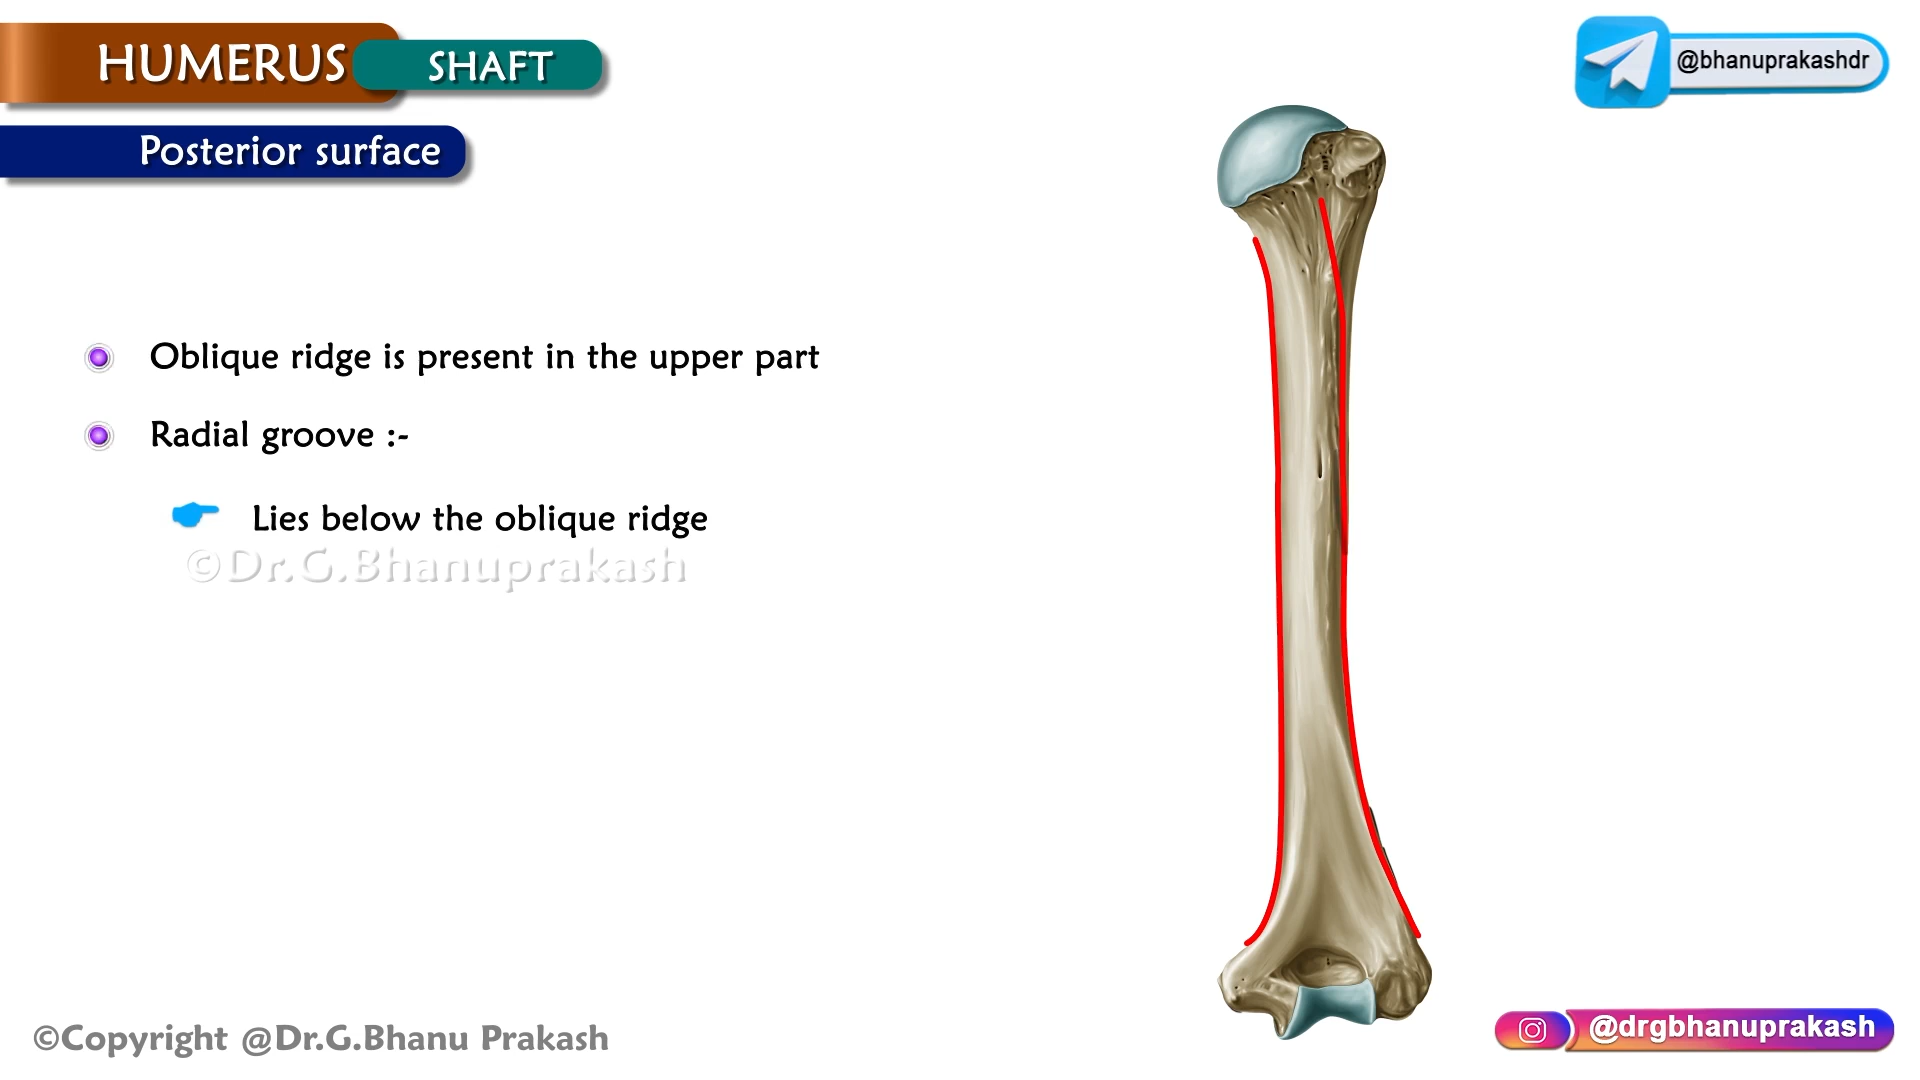 HUMERUS SHAFT
@bhanuprakashdr
Posterior surface
Oblique ridge is present in the upper part
Radial groove :-
Lies below the oblique ridge
©Dr.G.Bhanuprakash
©Copyright @Dr.G.Bhanu Prakash
@drgbhanuprakash